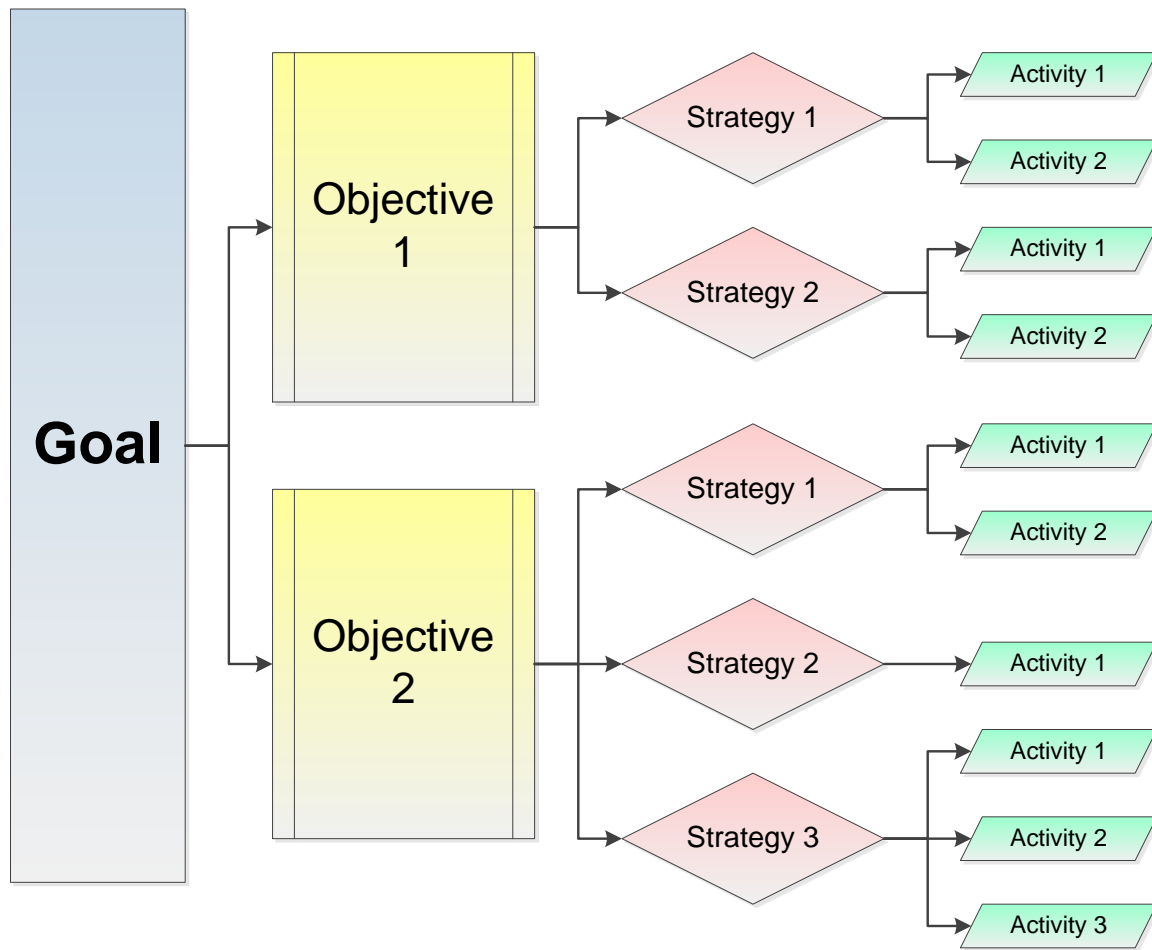 Goal
Objective
1
Strategy 1
Activity 1
Activity 2
Strategy 2
Activity 1
Activity 2
Objective
2
Strategy 1
Activity 1
Activity 2
Strategy 2
Activity 1
Strategy 3
Activity 1
Activity 2
Activity 3